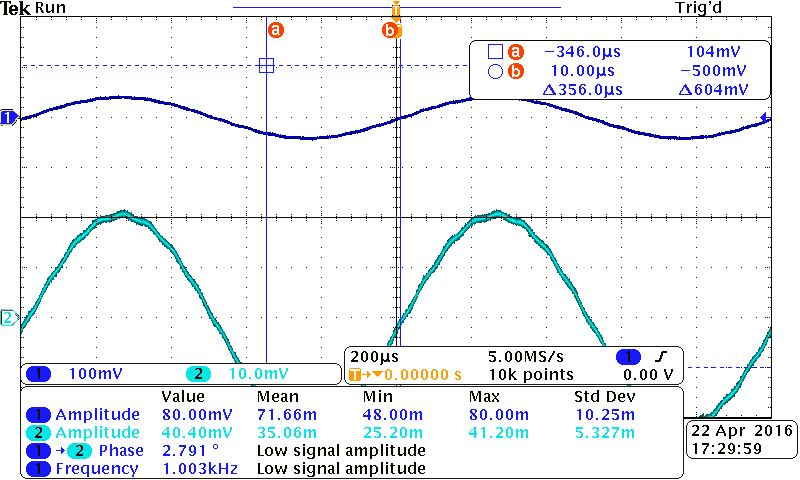 Tek Run Trig'd
T
a b
a −346.0µs 104mV
b 10.00µs −500mV
Δ356.0µs Δ604mV
1
2
1 100mV 2 10.0mV
200µs 5.00MS/s 1
T→▼0.00000 s 10k points 0.00 V
Value Mean Min Max Std Dev
1 Amplitude 80.00mV 71.66m 48.00m 80.00m 10.25m
2 Amplitude 40.40mV 35.06m 25.20m 41.20m 5.327m
1 → 2 Phase 2.791 ° Low signal amplitude
1 Frequency 1.003kHz Low signal amplitude
22 Apr 2016
17:29:59